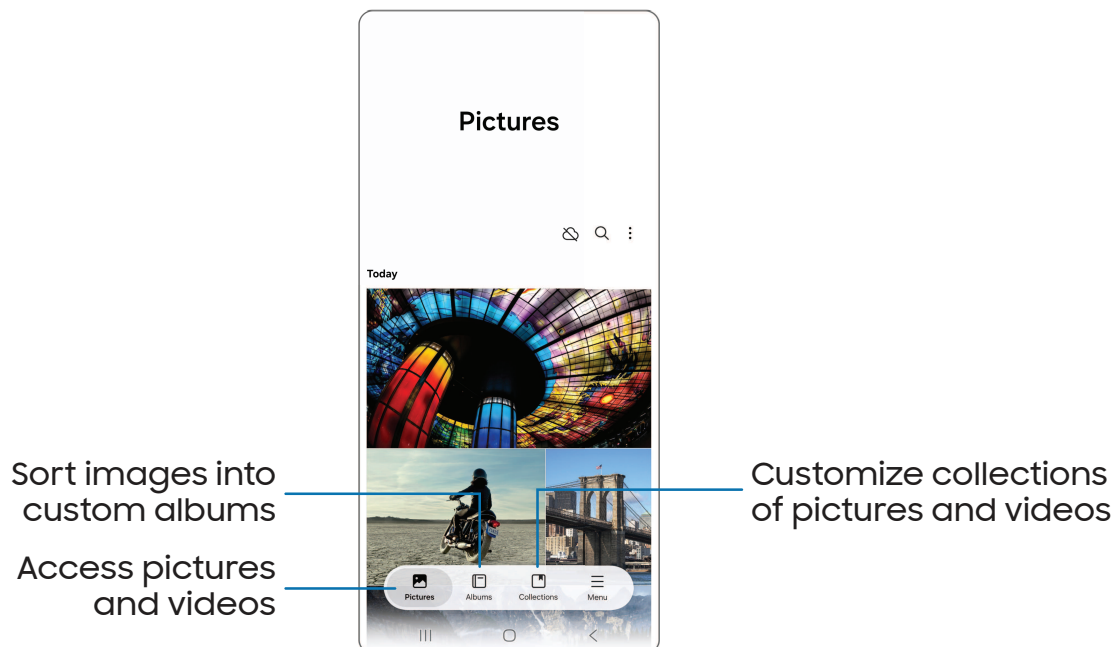 Pictures
Today
Sort images into
custom albums
Access pictures
and videos
Customize collections
of pictures and videos
Pictures
Albums
Collections
Menu